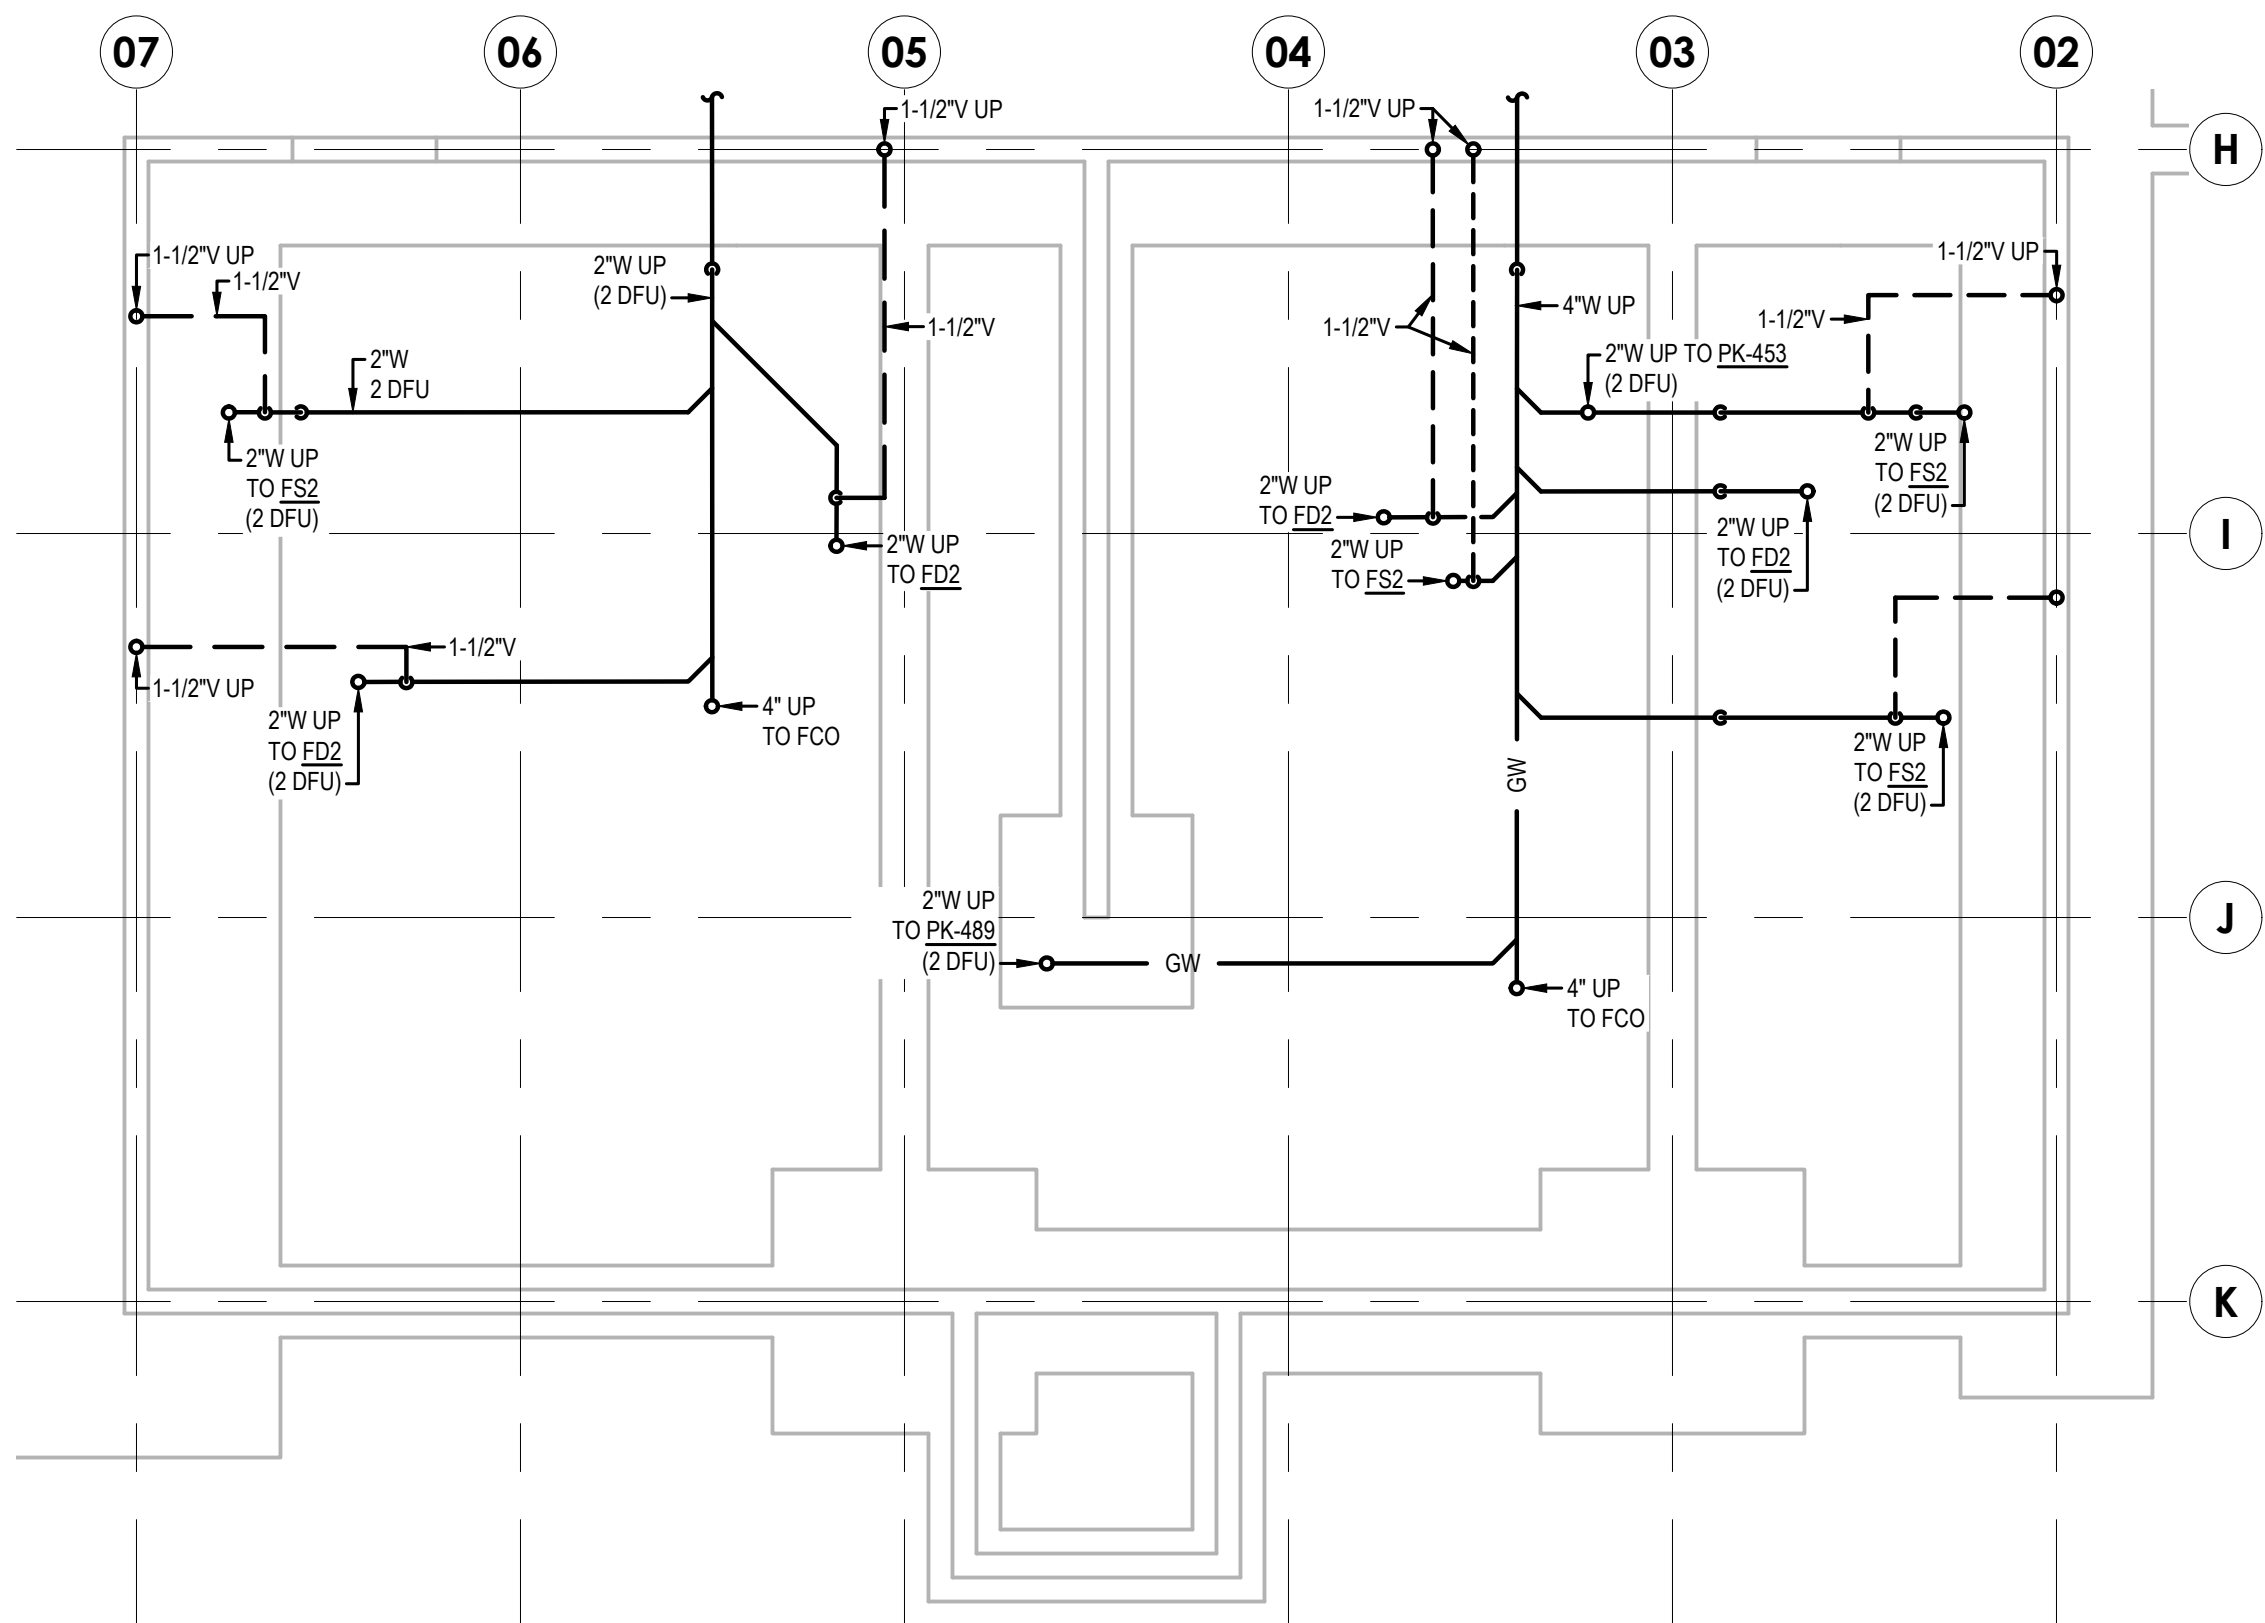 07
06
05
04
03
02
H
I
J
K
1-1/2"V UP
1-1/2"V UP
1-1/2"V UP
1-1/2"V
2"W UP
(2 DFU)
1-1/2"V
1-1/2"V
4"W UP
1-1/2"V UP
1-1/2"V
2"W
2 DFU
2"W UP TO PK-453
(2 DFU)
2"W UP
TO FS2
(2 DFU)
2"W UP
TO FD2
2"W UP
TO FD2
2"W UP
TO FS2
2"W UP
TO FS2
(2 DFU)
2"W UP
TO FD2
(2 DFU)
1-1/2"V
1-1/2"V UP
2"W UP
TO FD2
(2 DFU)
4" UP
TO FCO
GW
2"W UP
TO FS2
(2 DFU)
2"W UP
TO PK-489
(2 DFU)
GW
4" UP
TO FCO